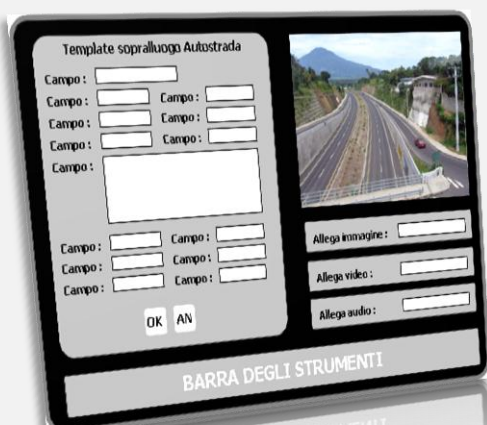 Template sopralluogo Autostrada
Campo :
Campo : Campo :
Campo : Campo :
Campo : Campo :
Campo :
Campo : Campo :
Campo : Campo :
Campo : Campo :
OK AN
Allega immagine :
Allega video :
Allega audio :
BARRA DEGLI STRUMENTI